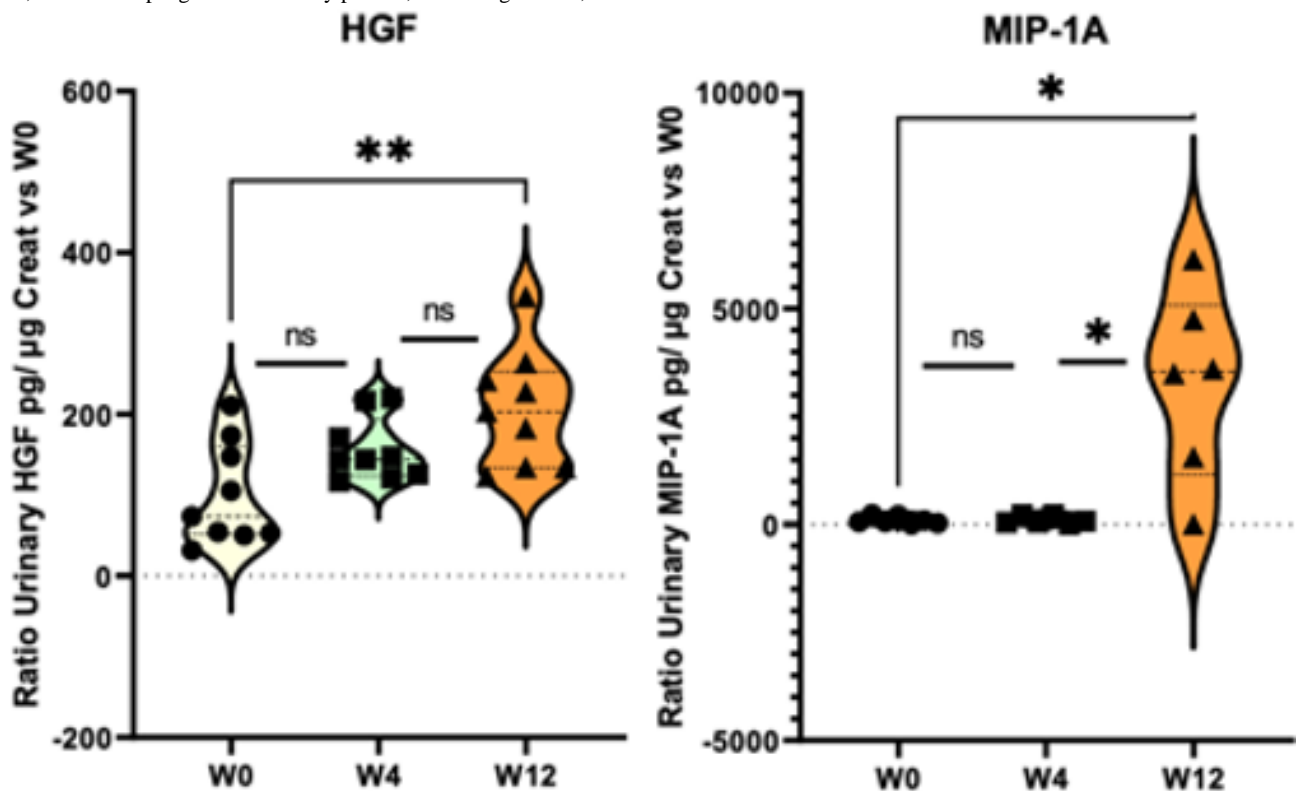 HGF
Ratio Urinary HGF pg/ µg Creat vs W0
600
400
200
0
-200
**
ns
ns
W0
W4
W12
MIP-1A
Ratio Urinary MIP-1A pg/ µg Creat vs W0
10000
5000
0
-5000
*
ns
*
W0
W4
W12